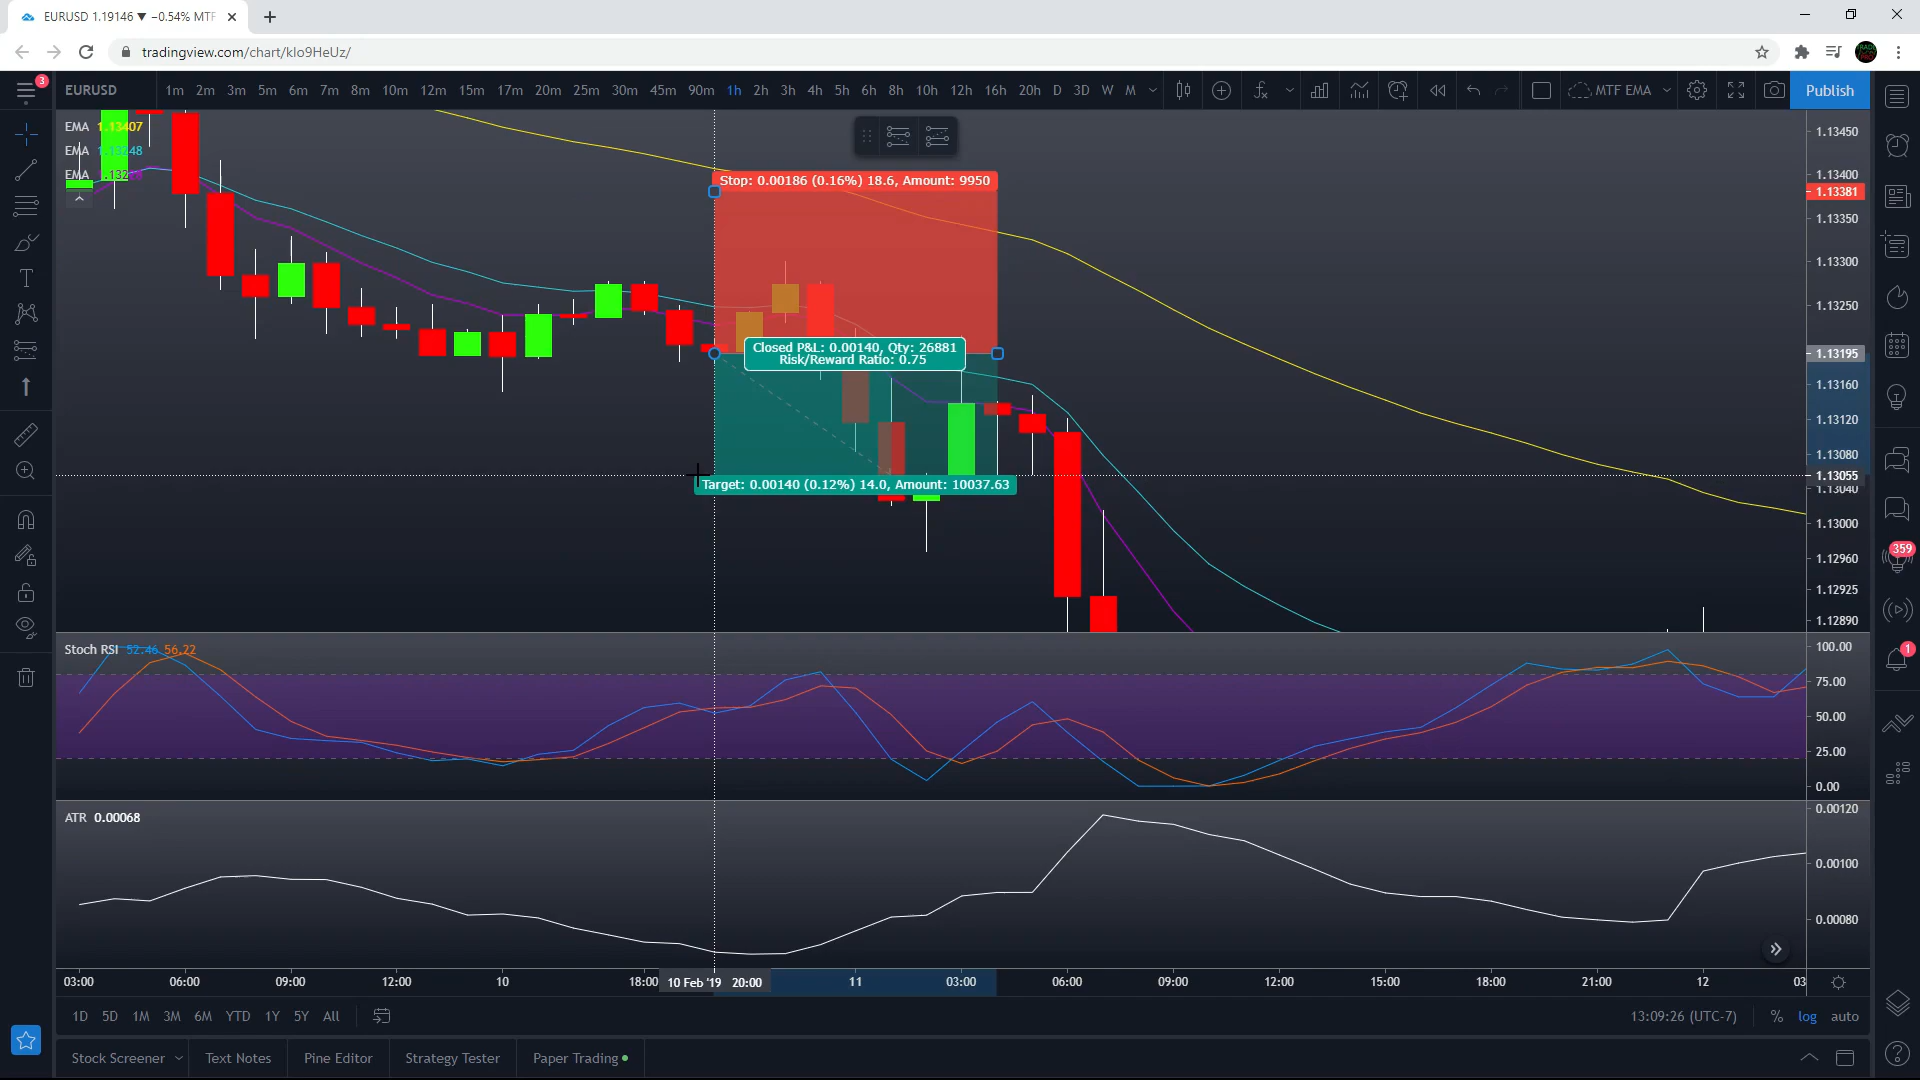 EURUSD 1.19146 ▼ −0.54% MTF
tradingview.com/chart/klo9HeUz/
3
EURUSD 1m 2m 3m 5m 6m 7m 8m 10m 12m 15m 17m 20m 25m 30m 45m 90m 1h 2h 3h 4h 5h 6h 8h 10h 12h 16h 20h D 3D W M MTF EMA Publish
EMA 1.13407
EMA
EMA
Stop: 0.00186 (0.16%) 18.6, Amount: 9950
Closed P&L: 0.00140, Qty: 26881
Risk/Reward Ratio: 0.75
Target: 0.00140 (0.12%) 14.0, Amount: 10037.63
1.13450
1.13400
1.13381
1.13350
1.13300
1.13250
1.13195
1.13160
1.13120
1.13080
1.13055
1.13040
1.13000
1.12960
1.12925
1.12890
Stoch RSI 52.46 56.22
100.00
75.00
50.00
25.00
0.00
ATR 0.00068
0.00120
0.00100
0.00080
03:00 06:00 09:00 12:00 10 18:00 10 Feb '19 20:00 11 03:00 06:00 09:00 12:00 15:00 18:00 21:00 12 03
1D 5D 1M 3M 6M YTD 1Y 5Y All 13:09:26 (UTC-7) % log auto
Stock Screener Text Notes Pine Editor Strategy Tester Paper Trading
359
1